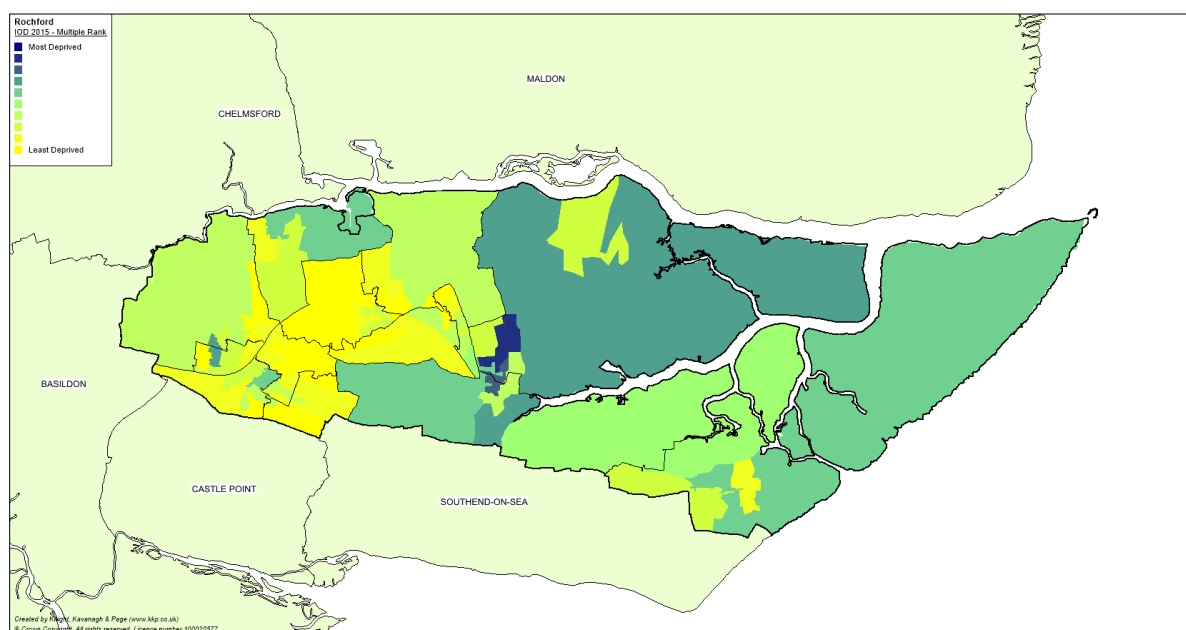 Rochford
IOD 2015 - Multiple Rank
Most Deprived
Least Deprived
MALDON
CHELMSFORD
BASILDON
CASTLE POINT
SOUTHEND-ON-SEA
Created by Knight, Kavanagh & Page (www.kkp.co.uk)
© Crown Copyright. All rights reserved. Licence number 100020577.